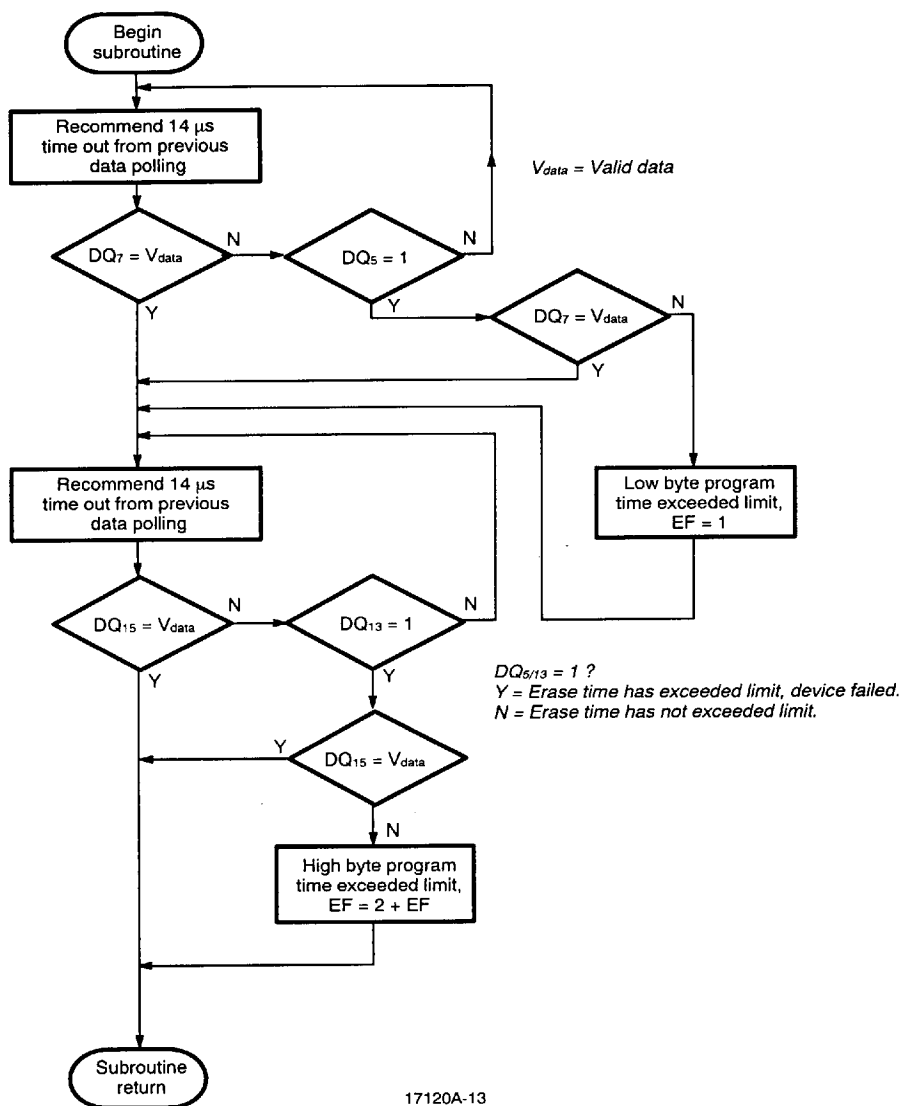 Begin
subroutine
Recommend 14 µs
time out from previous
data polling
Vdata = Valid data
DQ7 = Vdata
N
DQ5 = 1
N
Y
Y
DQ7 = Vdata
N
Y
Recommend 14 µs
time out from previous
data polling
Low byte program
time exceeded limit,
EF = 1
DQ15 = Vdata
N
DQ13 = 1
N
Y
Y
DQ5/13 = 1 ?
Y = Erase time has exceeded limit, device failed.
N = Erase time has not exceeded limit.
Y
DQ15 = Vdata
N
High byte program
time exceeded limit,
EF = 2 + EF
Subroutine
return
17120A-13